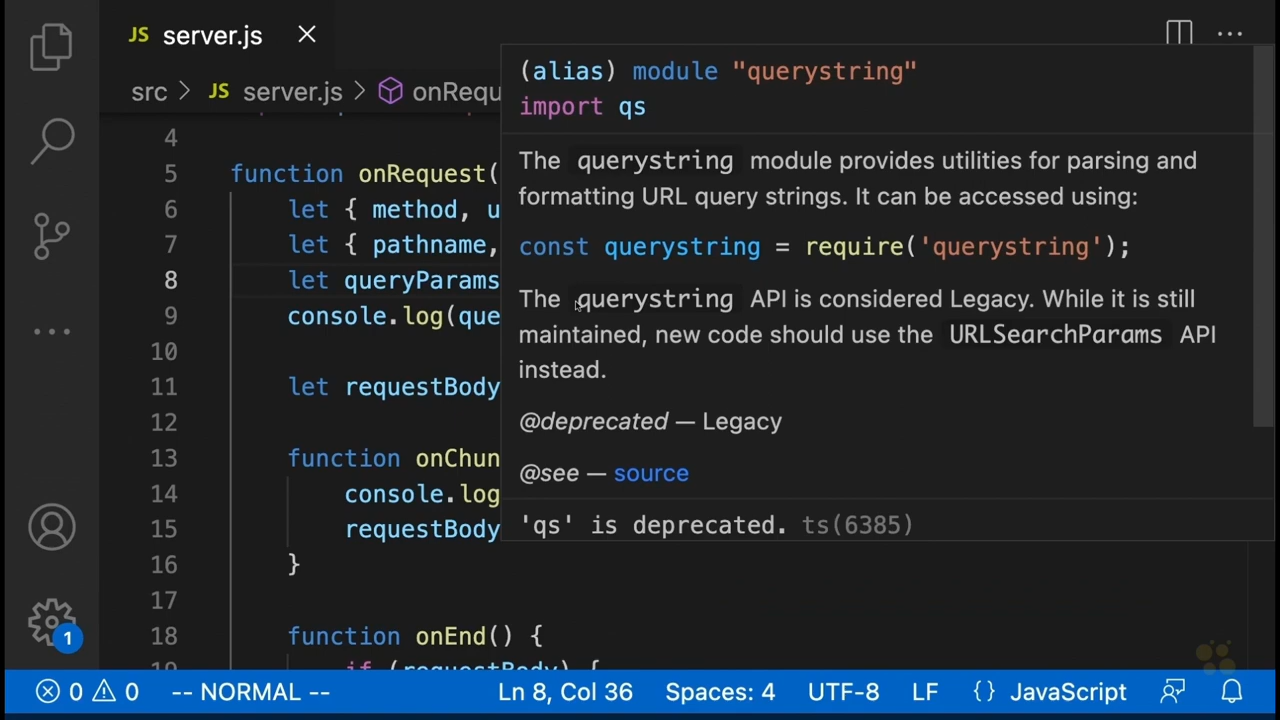 JS server.js
src > JS server.js > onRequ
(alias) module "querystring"
import qs
The querystring module provides utilities for parsing and
formatting URL query strings. It can be accessed using:
const querystring = require('querystring');
The querystring API is considered Legacy. While it is still
maintained, new code should use the URLSearchParams API
instead.
@deprecated — Legacy
@see — source
'qs' is deprecated. ts(6385)
4
5 function onRequest(
6 let { method, u
7 let { pathname,
8 let queryParams
9 console.log(que
10
11 let requestBody
12
13 function onChun
14 console.log
15 requestBody
16 }
17
18 function onEnd() {
19 if (requestBody) {
1
0 0 -- NORMAL -- Ln 8, Col 36 Spaces: 4 UTF-8 LF {} JavaScript